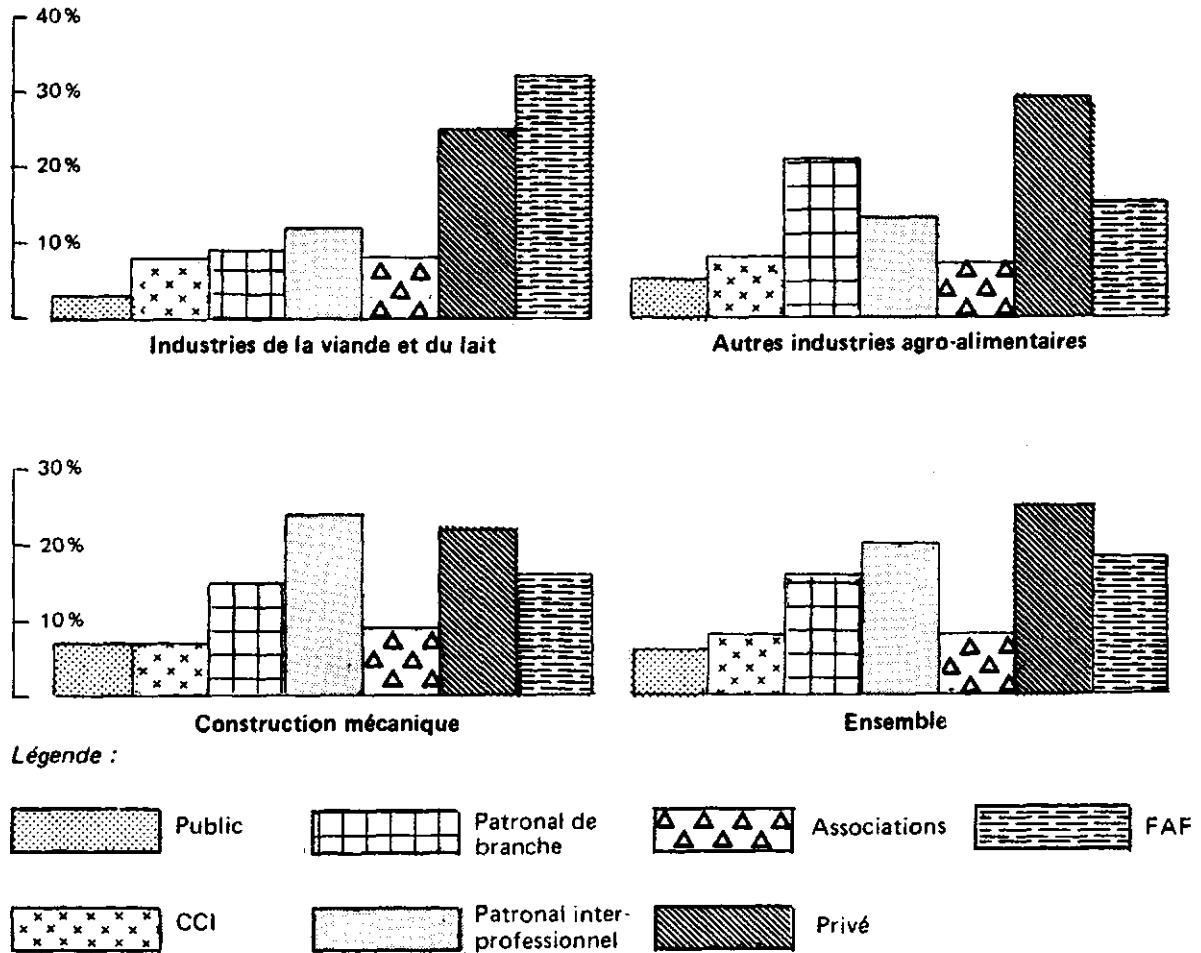 40%
30%
20%
10%
Industries de la viande et du lait
Autres industries agro-alimentaires
30%
20%
10%
Construction mécanique
Ensemble
Légende :
Public
Patronal de
branche
Associations
FAF
CCI
Patronal inter-
professionnel
Privé